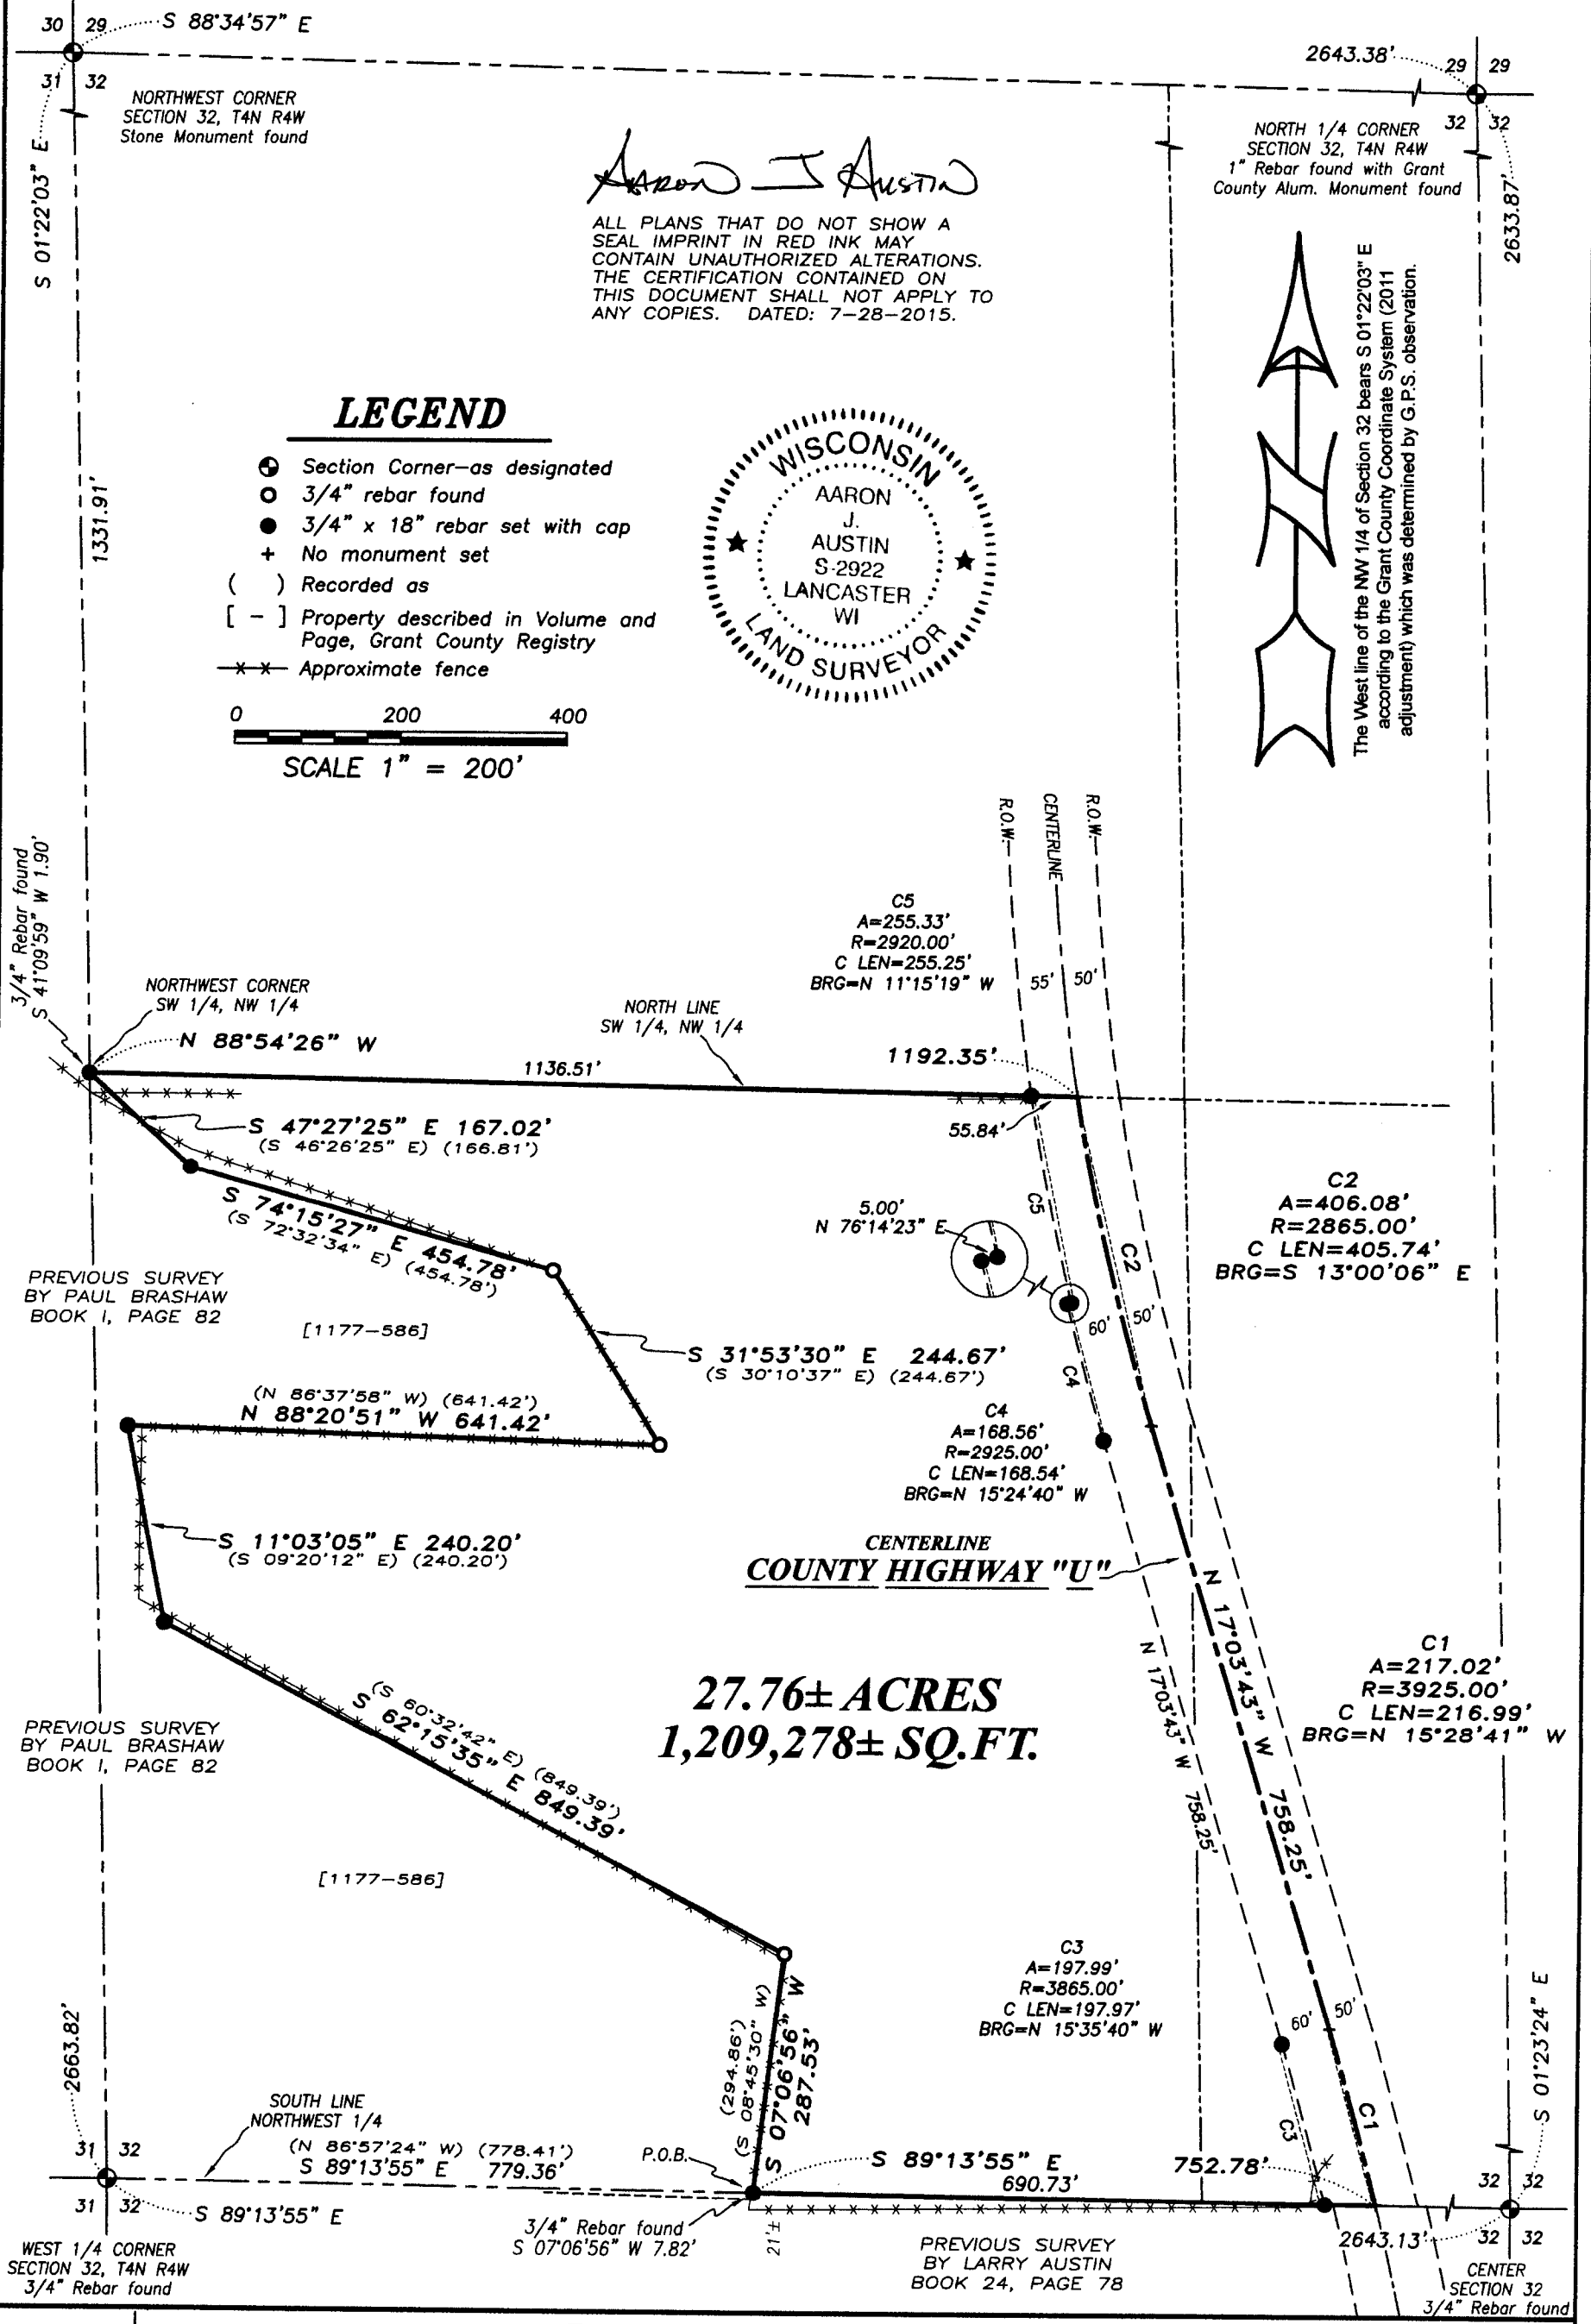 30 29 S 88°34'57" E
31 32
NORTHWEST CORNER
SECTION 32, T4N R4W
Stone Monument found
S 01°22'03" E
1331.91'
2643.38' 29 29
32 32
NORTH 1/4 CORNER
SECTION 32, T4N R4W
1" Rebar found with Grant
County Alum. Monument found
2633.87'
AARON J AUSTIN
ALL PLANS THAT DO NOT SHOW A
SEAL IMPRINT IN RED INK MAY
CONTAIN UNAUTHORIZED ALTERATIONS.
THE CERTIFICATION CONTAINED ON
THIS DOCUMENT SHALL NOT APPLY TO
ANY COPIES. DATED: 7-28-2015.
The West line of the NW 1/4 of Section 32 bears S 01°22'03" E
according to the Grant County Coordinate System (2011
adjustment) which was determined by G.P.S. observation.
N
LEGEND
Section Corner-as designated
3/4" rebar found
3/4" x 18" rebar set with cap
+ No monument set
( ) Recorded as
[ - ] Property described in Volume and
Page, Grant County Registry
Approximate fence
0 200 400
SCALE 1" = 200'
WISCONSIN
AARON
J.
AUSTIN
S-2922
LANCASTER
WI
LAND SURVEYOR
R.O.W.
CENTERLINE
R.O.W.
3/4" Rebar found
S 41°09'59" W 1.90'
C5
A=255.33'
R=2920.00'
C LEN=255.25'
BRG=N 11°15'19" W
55' 50'
NORTHWEST CORNER
SW 1/4, NW 1/4
N 88°54'26" W
NORTH LINE
SW 1/4, NW 1/4
1192.35'
1136.51'
55.84'
S 47°27'25" E 167.02'
(S 46°26'25" E) (166.81')
S 74°15'27" E 454.78'
(S 72°32'34" E) (454.78')
5.00'
N 76°14'23" E
C5
C2
C2
A=406.08'
R=2865.00'
C LEN=405.74'
BRG=S 13°00'06" E
60' 50'
C4
PREVIOUS SURVEY
BY PAUL BRASHAW
BOOK I, PAGE 82
[1177-586]
S 31°53'30" E 244.67'
(S 30°10'37" E) (244.67')
(N 86°37'58" W) (641.42')
N 88°20'51" W 641.42'
C4
A=168.56'
R=2925.00'
C LEN=168.54'
BRG=N 15°24'40" W
S 11°03'05" E 240.20'
(S 09°20'12" E) (240.20')
CENTERLINE
COUNTY HIGHWAY "U"
N 17°03'43" W 758.25'
N 17°03'43" W 758.25'
C1
A=217.02'
R=3925.00'
C LEN=216.99'
BRG=N 15°28'41" W
27.76± ACRES
1,209,278± SQ.FT.
(S 60°32'42" E) (849.39')
S 62°15'35" E 849.39'
PREVIOUS SURVEY
BY PAUL BRASHAW
BOOK I, PAGE 82
[1177-586]
C3
A=197.99'
R=3865.00'
C LEN=197.97'
BRG=N 15°35'40" W
60' 50'
C1
C3
S 01°23'24" E
2663.82'
(294.86')
(S 08°45'30" W)
S 07°06'56" W
287.53'
SOUTH LINE
NORTHWEST 1/4
31 32
(N 86°57'24" W) (778.41')
S 89°13'55" E 779.36'
P.O.B.
S 89°13'55" E
690.73'
752.78'
32 32
31 32 S 89°13'55" E
WEST 1/4 CORNER
SECTION 32, T4N R4W
3/4" Rebar found
3/4" Rebar found
S 07°06'56" W 7.82'
21'±
PREVIOUS SURVEY
BY LARRY AUSTIN
BOOK 24, PAGE 78
2643.13' 32 32
CENTER
SECTION 32
3/4" Rebar found